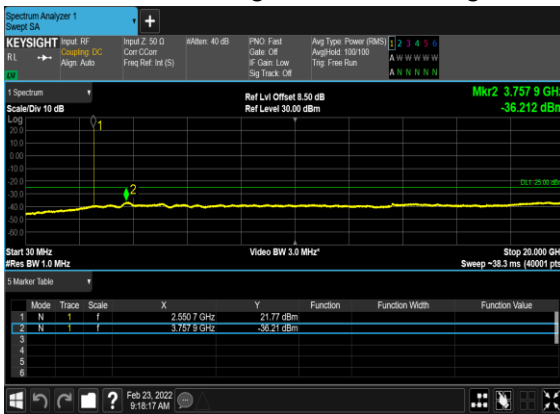 Spectrum Analyzer 1
Swept SA
KEYSIGHT Input: RF Input Z: 50 Ω #Atten: 40 dB PNO: Fast Avg Type: Power (RMS) 1 2 3 4 5 6
RL Coupling: DC Corr CCorr Gate: Off Avg|Hold: 100/100 A W W W W W
Align: Auto Freq Ref: Int (S) IF Gain: Low Trig: Free Run
LV Sig Track: Off A N N N N N
1 Spectrum Ref Lvl Offset 8.50 dB Mkr2 3.757 9 GHz
Scale/Div 10 dB Ref Level 30.00 dBm -36.212 dBm
Log
20.0 1
10.0
0.00
-10.0
-20.0 DL1 -25.00 dBm
-30.0 2
-40.0
-50.0
-60.0
Start 30 MHz Video BW 3.0 MHz* Stop 20.000 GH
#Res BW 1.0 MHz Sweep ~38.3 ms (40001 pts
5 Marker Table
Mode Trace Scale X Y Function Function Width Function Value
1 N 1 f 2.550 7 GHz 21.77 dBm
2 N 1 f 3.757 9 GHz -36.21 dBm
3
4
5
6
? Feb 23, 2022
9:18:17 AM